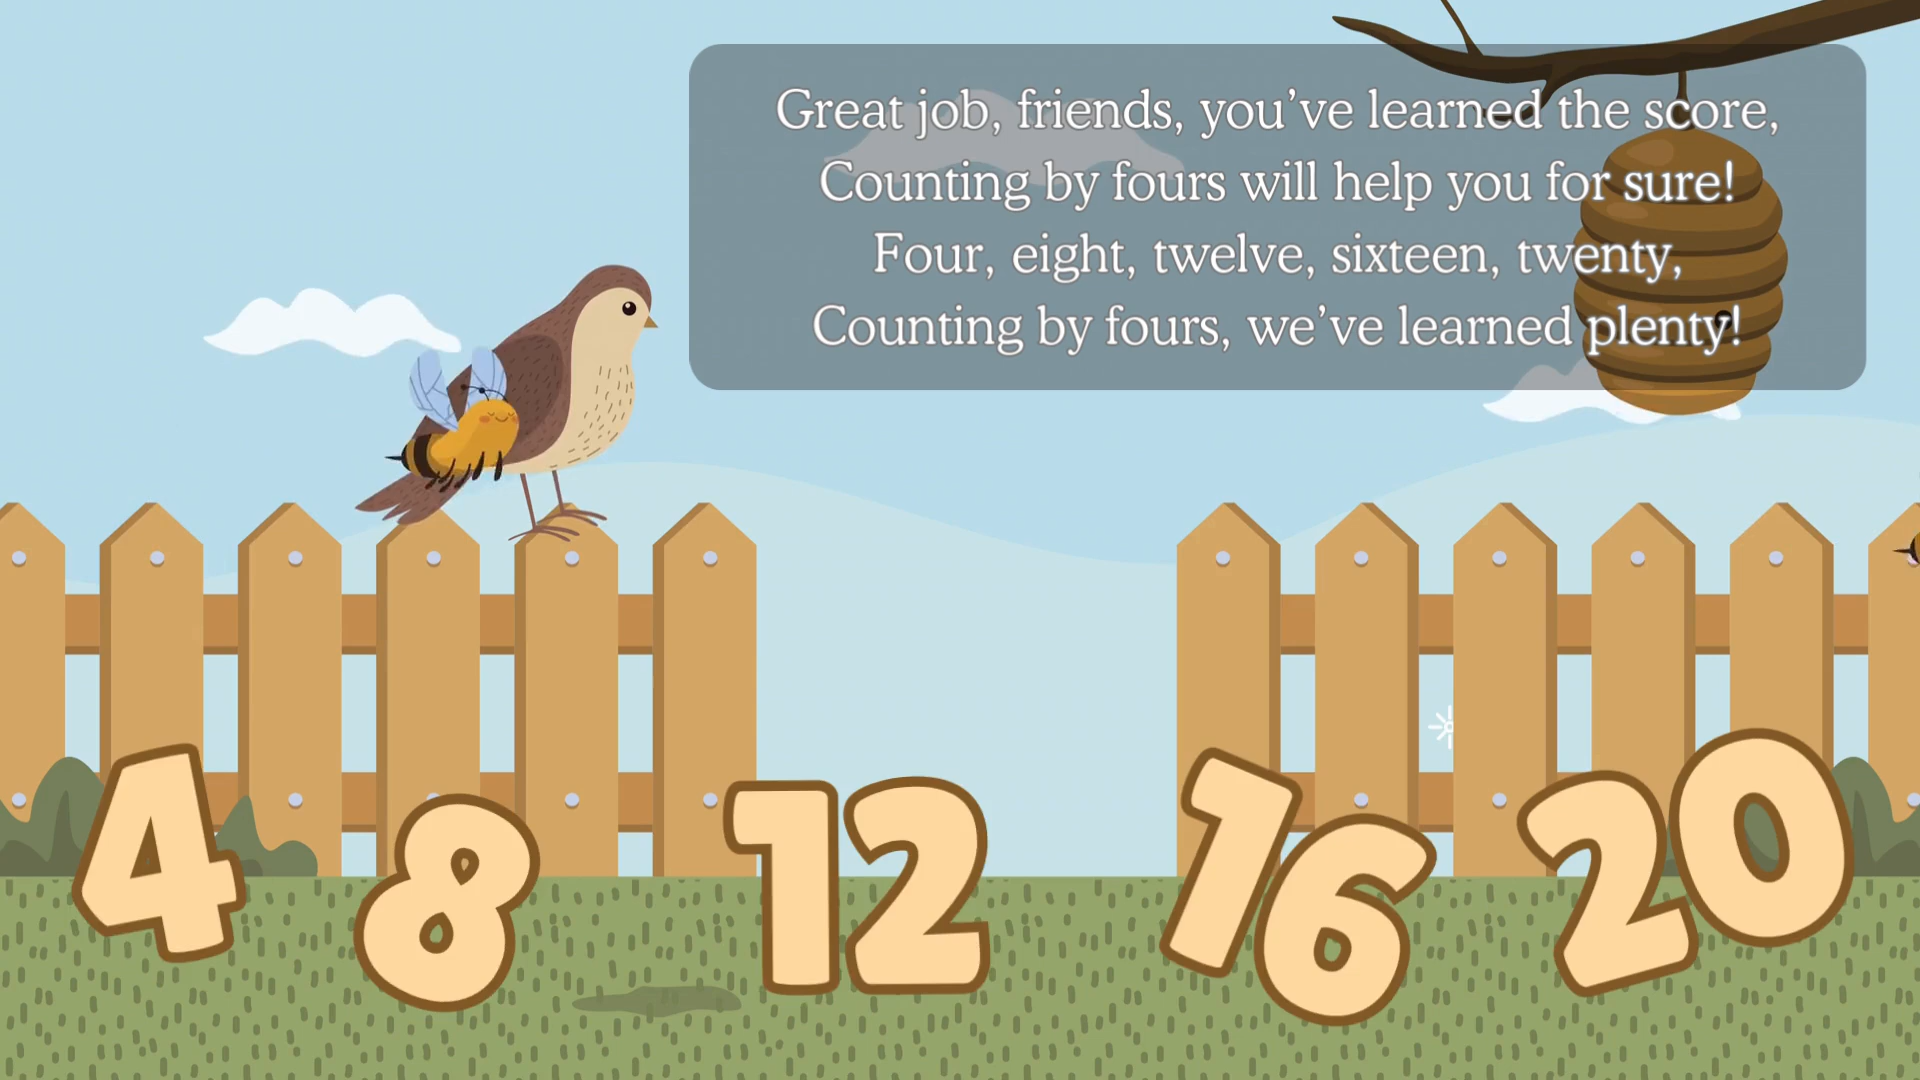 Great job, friends, you’ve learned the score,
Counting by fours will help you for sure!
Four, eight, twelve, sixteen, twenty,
Counting by fours, we’ve learned plenty!
4 8 12 16 20